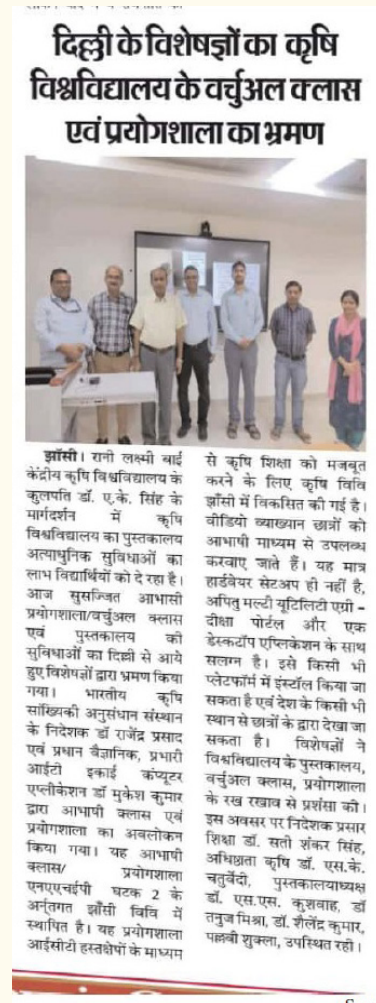 दिल्ली के विशेषज्ञों का कृषि
विश्वविद्यालय के वर्चुअल क्लास
एवं प्रयोगशाला का भ्रमण
झाँसी। रानी लक्ष्मी बाई
केंद्रीय कृषि विश्वविद्यालय के
कुलपति डॉ. ए.के. सिंह के
मार्गदर्शन में कृषि
विश्वविद्यालय का पुस्तकालय
अत्याधुनिक सुविधाओं का
लाभ विद्यार्थियों को दे रहा है।
आज सुसज्जित आभासी
प्रयोगशाला/वर्चुअल क्लास
एवं पुस्तकालय की
सुविधाओं का दिल्ली से आये
हुए विशेषज्ञों द्वारा भ्रमण किया
गया। भारतीय कृषि
सांख्यिकी अनुसंधान संस्थान
के निदेशक डॉ राजेंद्र प्रसाद
एवं प्रधान वैज्ञानिक, प्रभारी
आईटी इकाई कंप्यूटर
एप्लीकेशन डॉ मुकेश कुमार
द्वारा आभाषी क्लास एवं
प्रयोगशाला का अवलोकन
किया गया। यह आभाषी
क्लास/ प्रयोगशाला
एनएएचईपी घटक 2 के
अर्न्तगत झाँसी विवि में
स्थापित है। यह प्रयोगशाला
आईसीटी हस्तक्षेपों के माध्यम
से कृषि शिक्षा को मजबूत
करने के लिए कृषि विवि
झाँसी में विकसित की गई है।
वीडियो व्याख्यान छात्रों को
आभाषी माध्यम से उपलब्ध
करवाए जाते हैं। यह मात्र
हार्डवेयर सेटअप ही नहीं है,
अपितु मल्टी यूटिलिटी एग्री -
दीक्षा पोर्टल और एक
डेस्कटॉप एप्लिकेशन के साथ
सलग्न है। इसे किसी भी
प्लेटफॉर्म में इंस्टॉल किया जा
सकता है एवं देश के किसी भी
स्थान से छात्रों के द्वारा देखा जा
सकता है। विशेषज्ञों ने
विश्वविद्यालय के पुस्तकालय,
वर्चुअल क्लास, प्रयोगशाला
के रख रखाव से प्रशंसा की।
इस अवसर पर निदेशक प्रसार
शिक्षा डॉ. सती शंकर सिंह,
अधिष्ठाता कृषि डॉ. एस.के.
चतुर्वेदी, पुस्तकालयाध्यक्ष
डॉ. एस.एस. कुशवाह, डॉ
तनुज मिश्रा, डॉ. शैलेंद्र कुमार,
पल्लबी शुक्ला, उपस्थित रहीं।